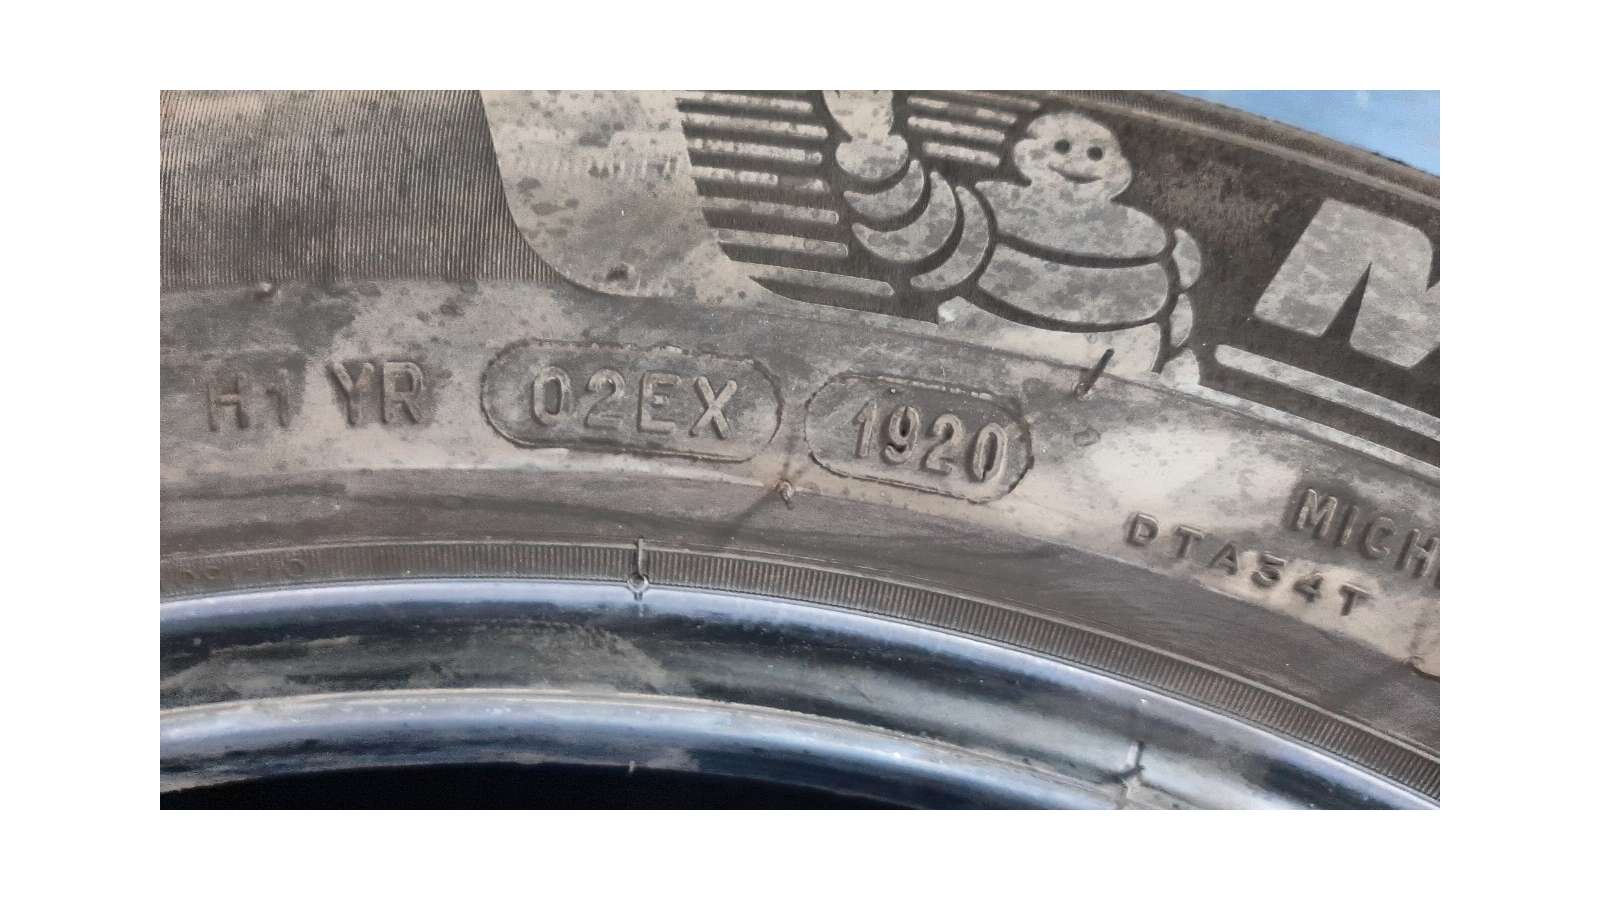 H1 YR 02EX 1920
M
MICH
DTA54T